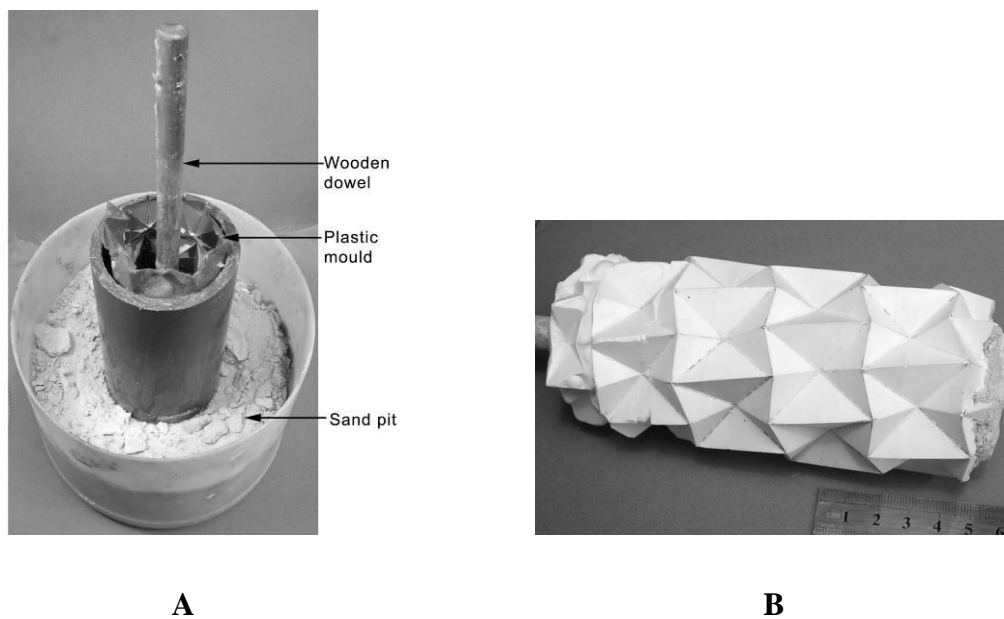 Wooden
dowel
Plastic
mould
Sand pit
cm 1 2 3 4 5 6
A
B